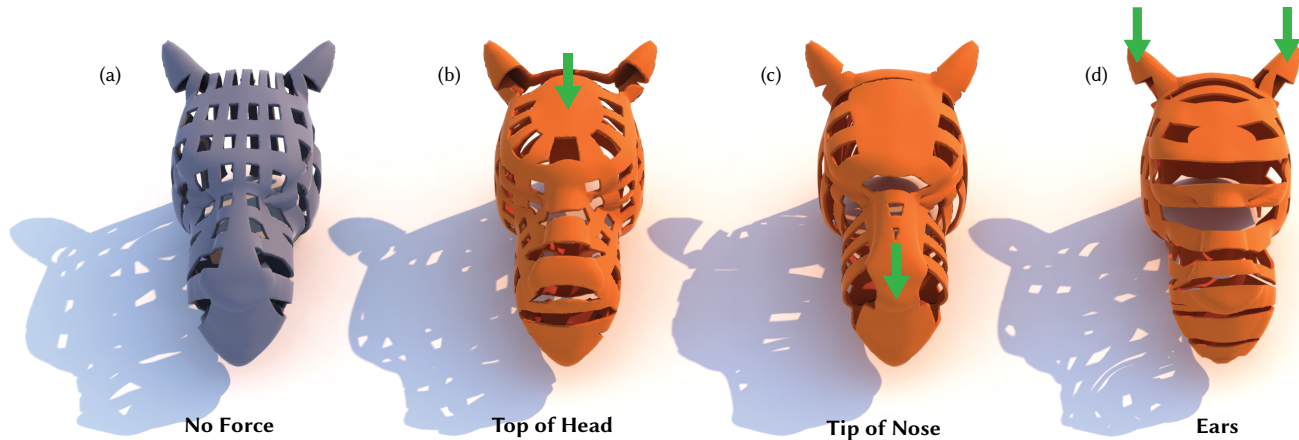 (a)
(b)
(c)
(d)
No Force
Top of Head
Tip of Nose
Ears